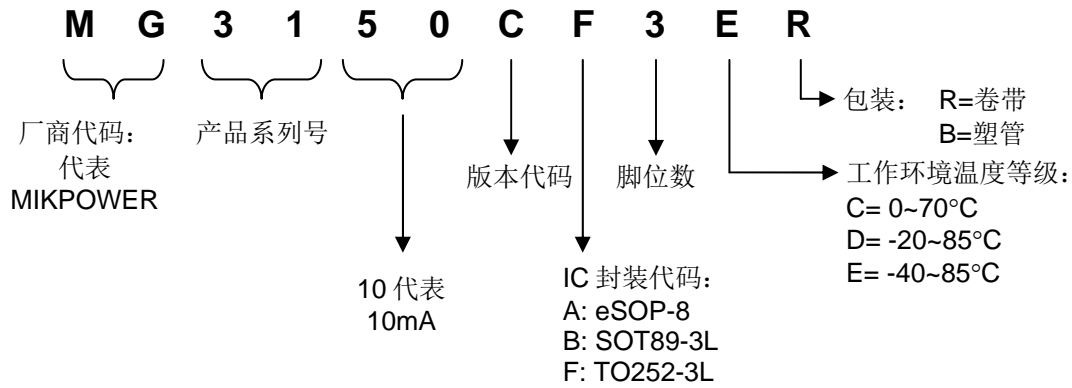 M G 3 1 5 0 C F 3 E R
包装： R=卷带
B=塑管
厂商代码：
代表
MIKPOWER
产品系列号
版本代码
脚位数
工作环境温度等级：
C= 0~70°C
D= -20~85°C
E= -40~85°C
10 代表
10mA
IC 封装代码：
A: eSOP-8
B: SOT89-3L
F: TO252-3L